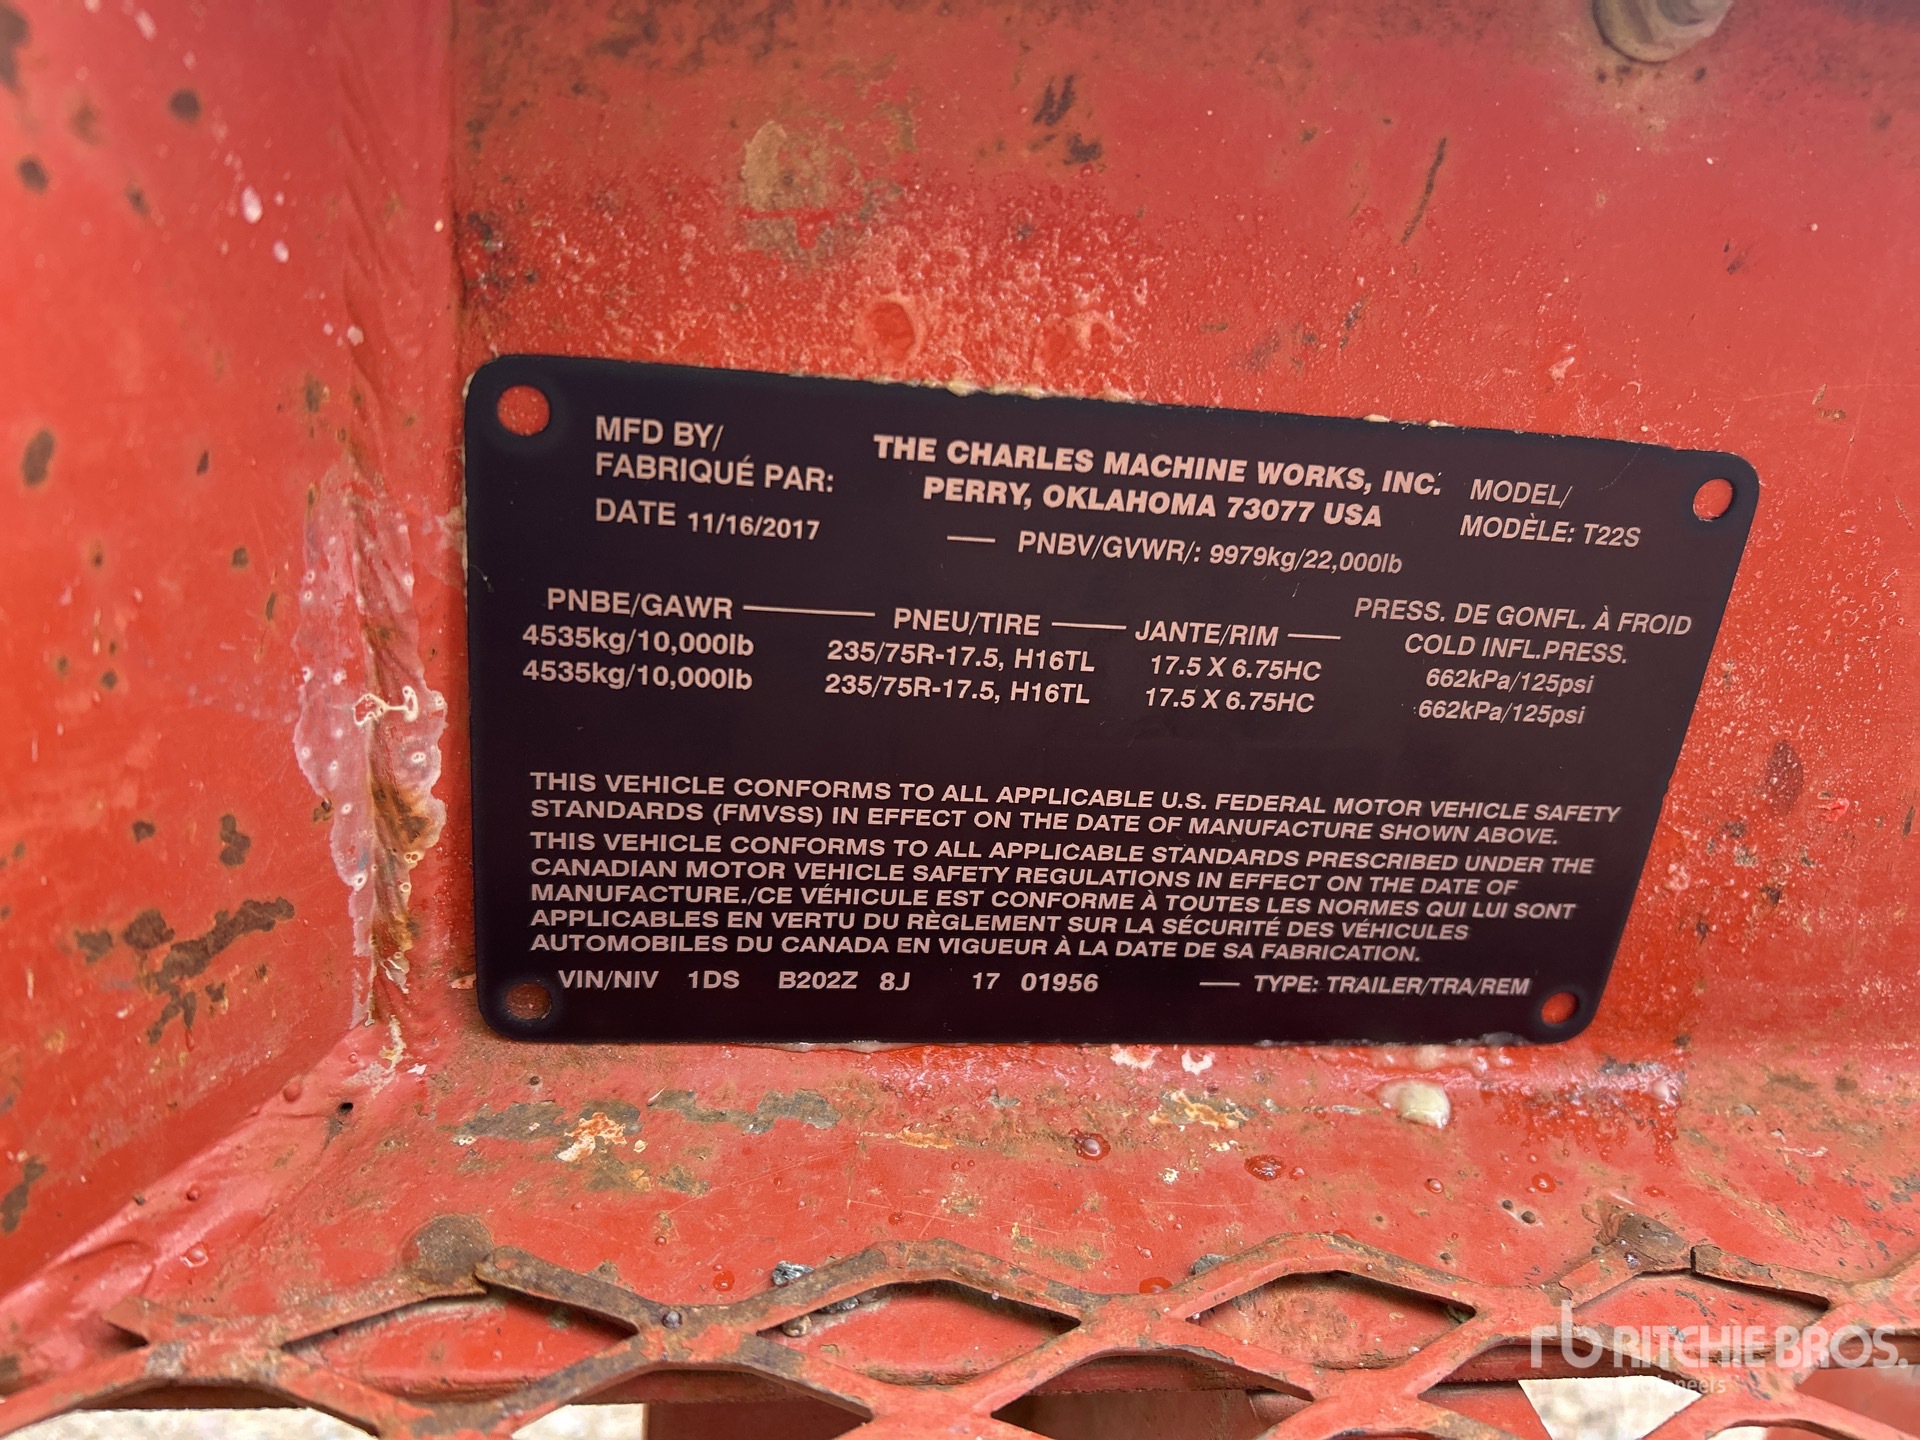 MFD BY/
FABRIQUÉ PAR:
THE CHARLES MACHINE WORKS, INC.
PERRY, OKLAHOMA 73077 USA
MODEL/
MODÈLE: T22S
DATE 11/16/2017
— PNBV/GVWR/: 9979kg/22,000lb
PNBE/GAWR — PNEU/TIRE — JANTE/RIM — PRESS. DE GONFL. À FROID
COLD INFL.PRESS.
4535kg/10,000lb 235/75R-17.5, H16TL 17.5 X 6.75HC 662kPa/125psi
4535kg/10,000lb 235/75R-17.5, H16TL 17.5 X 6.75HC 662kPa/125psi
THIS VEHICLE CONFORMS TO ALL APPLICABLE U.S. FEDERAL MOTOR VEHICLE SAFETY
STANDARDS (FMVSS) IN EFFECT ON THE DATE OF MANUFACTURE SHOWN ABOVE.
THIS VEHICLE CONFORMS TO ALL APPLICABLE STANDARDS PRESCRIBED UNDER THE
CANADIAN MOTOR VEHICLE SAFETY REGULATIONS IN EFFECT ON THE DATE OF
MANUFACTURE./CE VÉHICULE EST CONFORME À TOUTES LES NORMES QUI LUI SONT
APPLICABLES EN VERTU DU RÈGLEMENT SUR LA SÉCURITÉ DES VÉHICULES
AUTOMOBILES DU CANADA EN VIGUEUR À LA DATE DE SA FABRICATION.
VIN/NIV 1DS B202Z 8J 17 01956 — TYPE: TRAILER/TRA/REM
rb RITCHIE BROS.